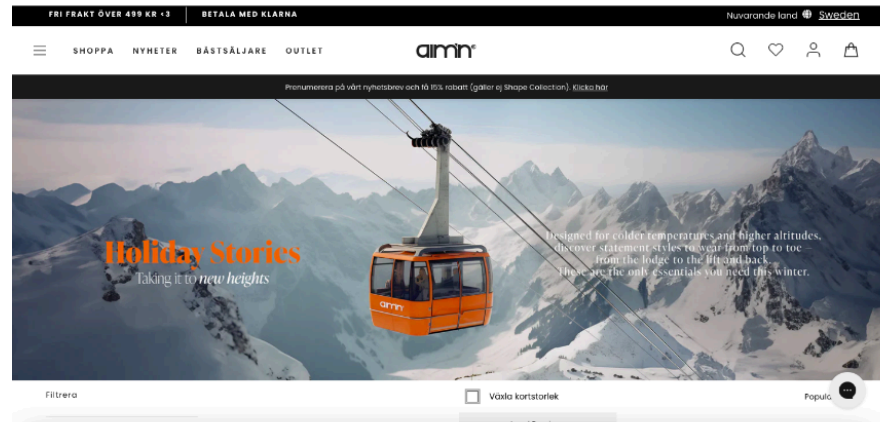 FRI FRAKT ÖVER 499 KR <3
BETALA MED KLARNA
Nuvarande land Sweden
SHOPPA NYHETER BÄSTSÄLJARE OUTLET
aim'n
Prenumerera på vårt nyhetsbrev och få 15% rabatt (gäller ej Shape Collection). Klicka här
Holiday Stories
Taking it to new heights
Designed for colder temperatures and higher altitudes,
discover statement styles to wear from top to toe –
from the lodge to the lift and back.
These are the only essentials you need this winter.
aim'n
Filtrera
Växla kortstorlek